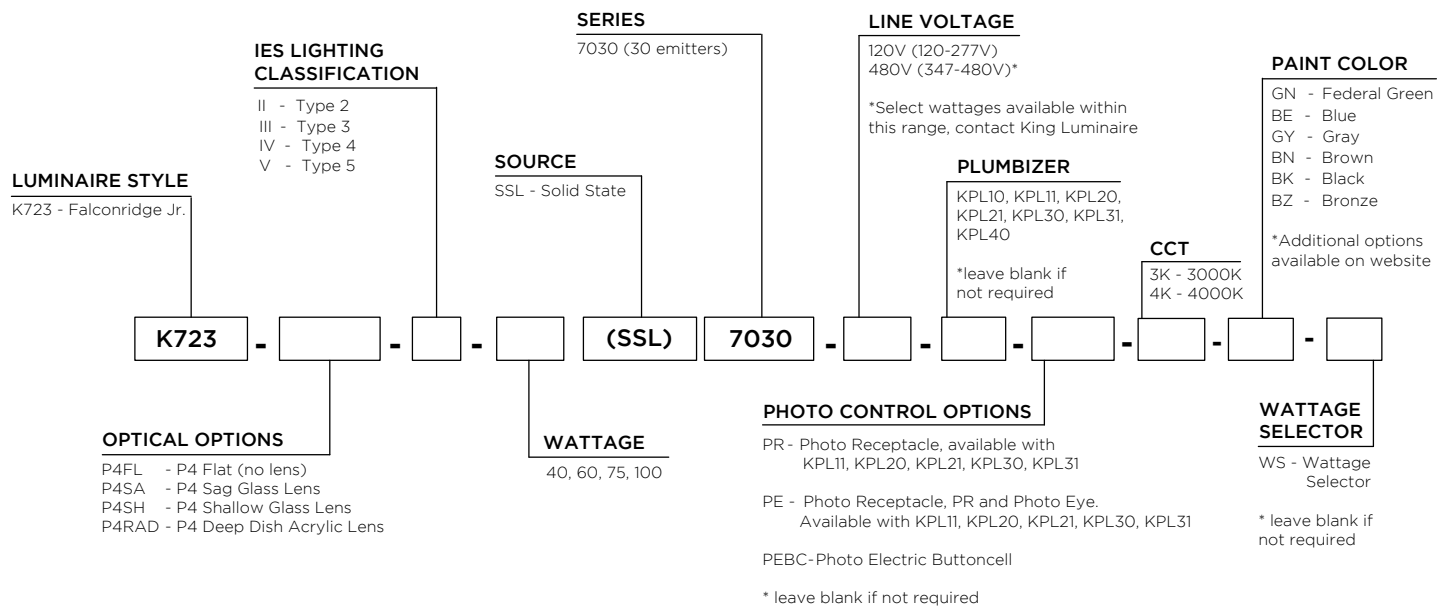 LUMINAIRE STYLE
K723 - Falconridge Jr.
IES LIGHTING
CLASSIFICATION
II - Type 2
III - Type 3
IV - Type 4
V - Type 5
SOURCE
SSL - Solid State
SERIES
7030 (30 emitters)
LINE VOLTAGE
120V (120-277V)
480V (347-480V)*
*Select wattages available within
this range, contact King Luminaire
PLUMBIZER
KPL10, KPL11, KPL20,
KPL21, KPL30, KPL31,
KPL40
*leave blank if
not required
CCT
3K - 3000K
4K - 4000K
PAINT COLOR
GN - Federal Green
BE - Blue
GY - Gray
BN - Brown
BK - Black
BZ - Bronze
*Additional options
available on website
K723 - - - (SSL) 7030 - - - - -
OPTICAL OPTIONS
P4FL - P4 Flat (no lens)
P4SA - P4 Sag Glass Lens
P4SH - P4 Shallow Glass Lens
P4RAD - P4 Deep Dish Acrylic Lens
WATTAGE
40, 60, 75, 100
PHOTO CONTROL OPTIONS
PR - Photo Receptacle, available with
KPL11, KPL20, KPL21, KPL30, KPL31
PE - Photo Receptacle, PR and Photo Eye.
Available with KPL11, KPL20, KPL21, KPL30, KPL31
PEBC-Photo Electric Buttoncell
* leave blank if not required
WATTAGE
SELECTOR
WS - Wattage
Selector
* leave blank if
not required